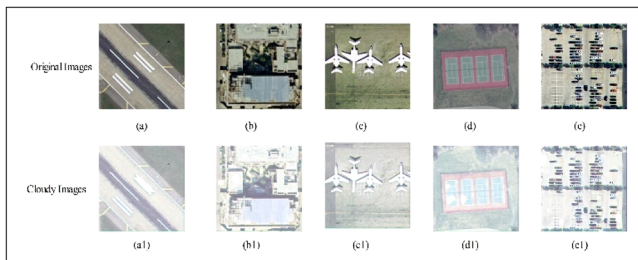 Original Images
(a) (b) (c) (d) (e)
Cloudy Images
(a1) (b1) (c1) (d1) (e1)